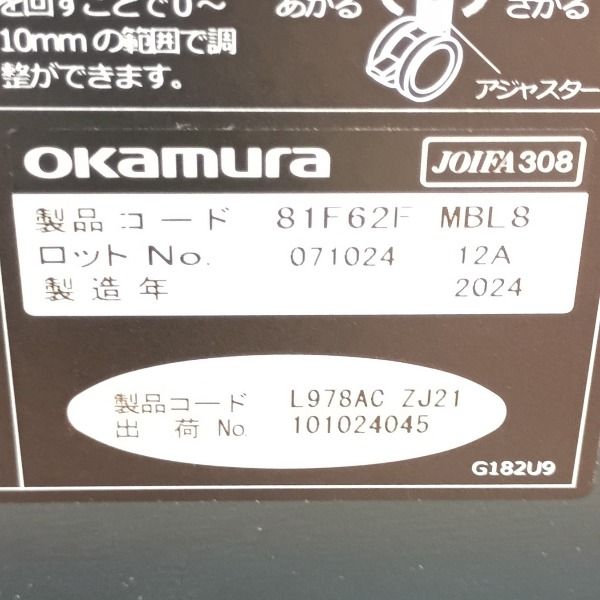 を回すことで0～
10mmの範囲で調
整ができます。
あがる
さがる
アジャスター
okamura
JOIFA308
製品コード 81F62F MBL8
ロットNo. 071024 12A
製造年 2024
製品コード L978AC ZJ21
出荷No. 101024045
G182U9